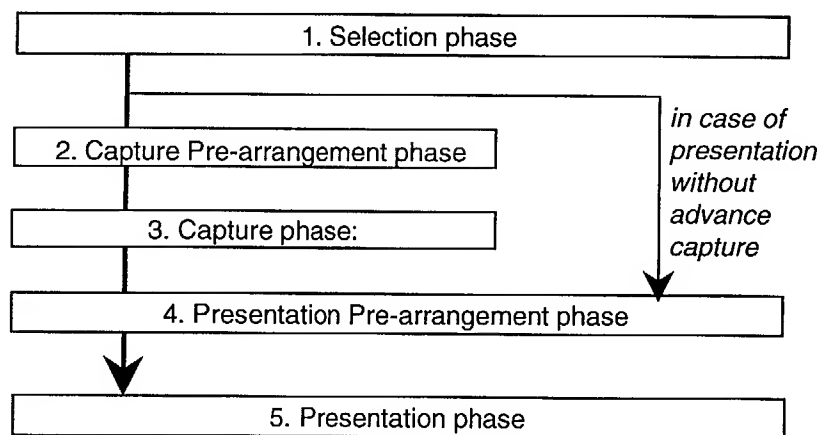 1. Selection phase
in case of
presentation
without
advance
capture
2. Capture Pre-arrangement phase
3. Capture phase:
4. Presentation Pre-arrangement phase
5. Presentation phase